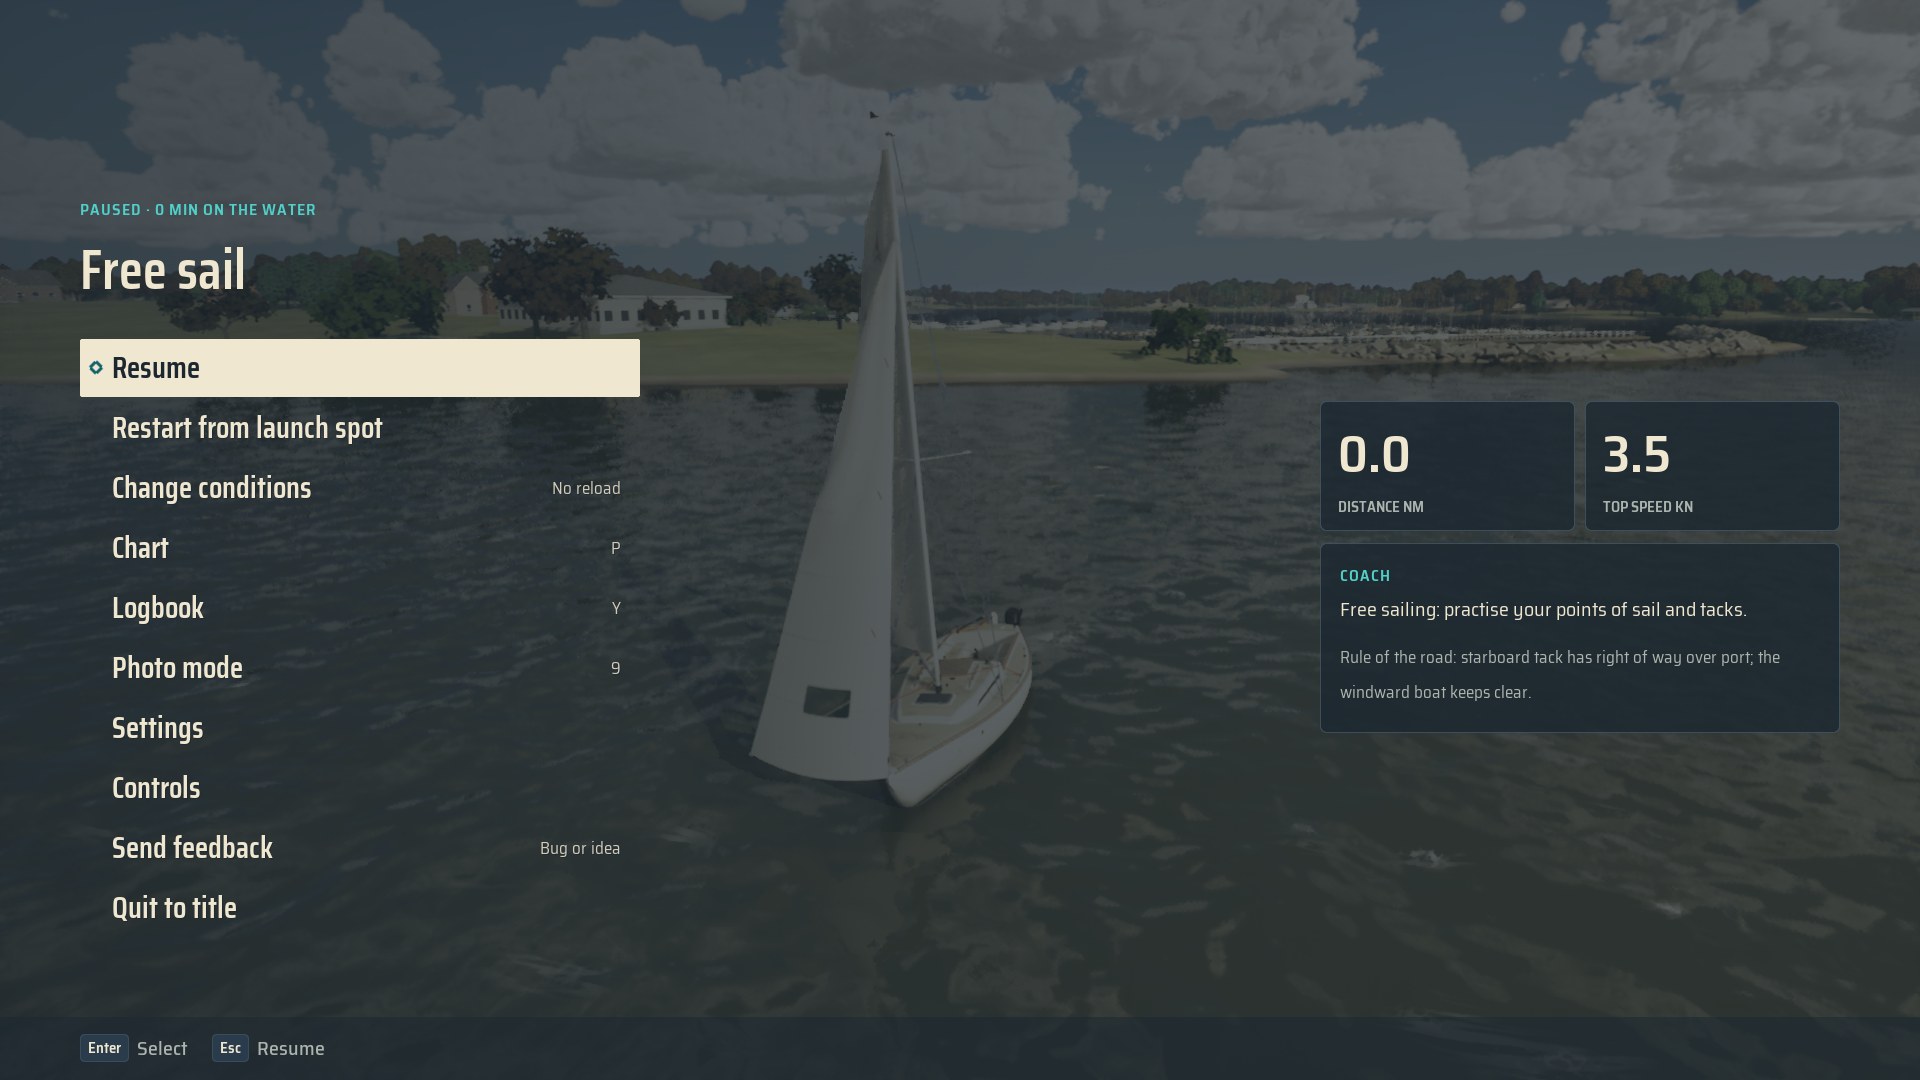 PAUSED · 0 MIN ON THE WATER
Free sail
Resume
Restart from launch spot
Change conditions No reload
Chart P
Logbook Y
Photo mode 9
Settings
Controls
Send feedback Bug or idea
Quit to title
0.0
DISTANCE NM
3.5
TOP SPEED KN
COACH
Free sailing: practise your points of sail and tacks.
Rule of the road: starboard tack has right of way over port; the
windward boat keeps clear.
Enter Select Esc Resume